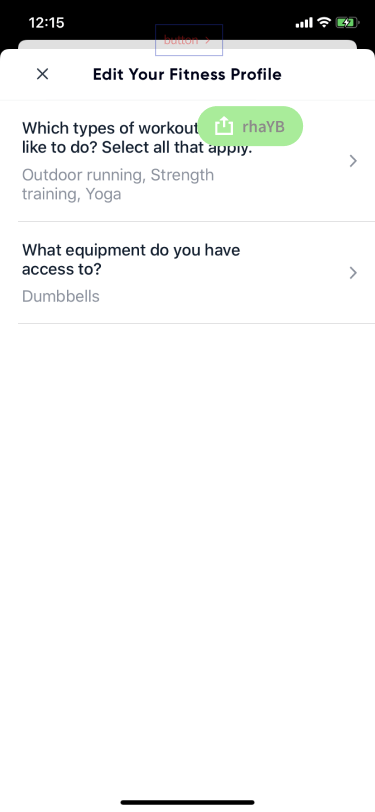 12:15
button >
Edit Your Fitness Profile
Which types of workout
rhaYB
like to do? Select all that apply.
Outdoor running, Strength
training, Yoga
What equipment do you have
access to?
Dumbbells